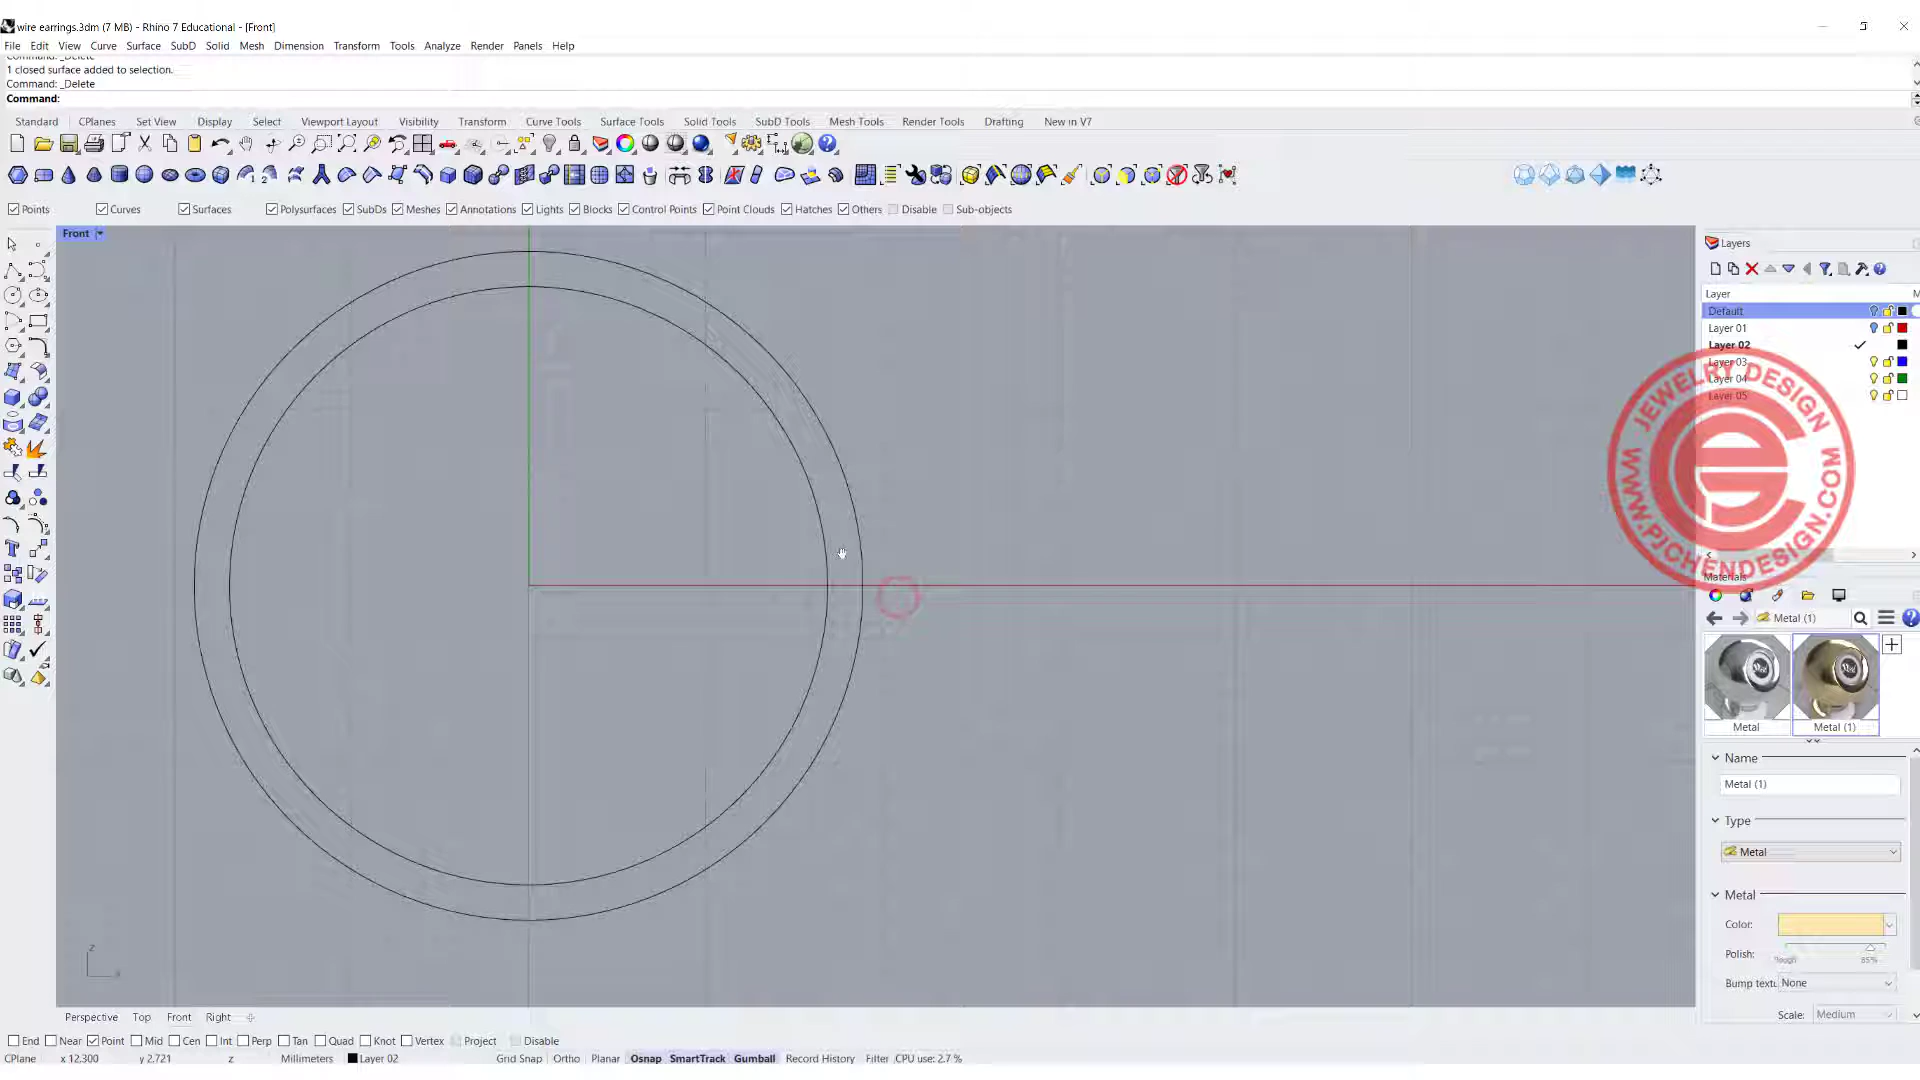 wire earrings.3dm (7 MB) - Rhino 7 Educational - [Front]
File Edit View Curve Surface SubD Solid Mesh Dimension Transform Tools Analyze Render Panels Help
Command: _Delete
1 closed surface added to selection.
Command: _Delete
Command:
Standard CPlanes Set View Display Select Viewport Layout Visibility Transform Curve Tools Surface Tools Solid Tools SubD Tools Mesh Tools Render Tools Drafting New in V7
Points Curves Surfaces Polysurfaces SubDs Meshes Annotations Lights Blocks Control Points Point Clouds Hatches Others Disable Sub-objects
Front
Layers
Layer M
Default
Layer 01
Layer 02
Layer 03
Layer 04
Layer 05
JEWELRY DESIGN
WWW.PJCHENDESIGN.COM
Materials
Metal (1)
Metal Metal (1)
Name
Metal (1)
Type
Metal
Metal
Color:
Polish:
Rough 85%
Bump textu None
Scale: Medium
z
x
Perspective Top Front Right
End Near Point Mid Cen Int Perp Tan Quad Knot Vertex Project Disable
CPlane x 12.300 y 2.721 z Millimeters Layer 02 Grid Snap Ortho Planar Osnap SmartTrack Gumball Record History Filter CPU use: 2.7 %